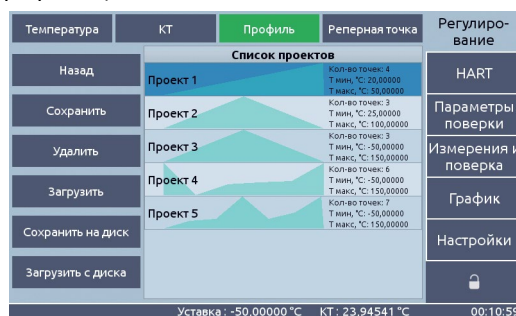 Температура
КТ
Профиль
Реперная точка
Регулиро-
вание
Список проектов
Назад
Сохранить
Удалить
Загрузить
Сохранить на диск
Загрузить с диска
Проект 1
Кол-во точек: 4
Т мин, °С: 20,00000
Т макс, °С: 50,00000
Проект 2
Кол-во точек: 3
Т мин, °С: 25,00000
Т макс, °С: 100,00000
Проект 3
Кол-во точек: 3
Т мин, °С: -50,00000
Т макс, °С: 150,00000
Проект 4
Кол-во точек: 6
Т мин, °С: -50,00000
Т макс, °С: 150,00000
Проект 5
Кол-во точек: 7
Т мин, °С: -50,00000
Т макс, °С: 150,00000
HART
Параметры
поверки
Измерения и
поверка
График
Настройки
Уставка : -50,00000 °C
КТ : 23,94541 °C
00:10:59